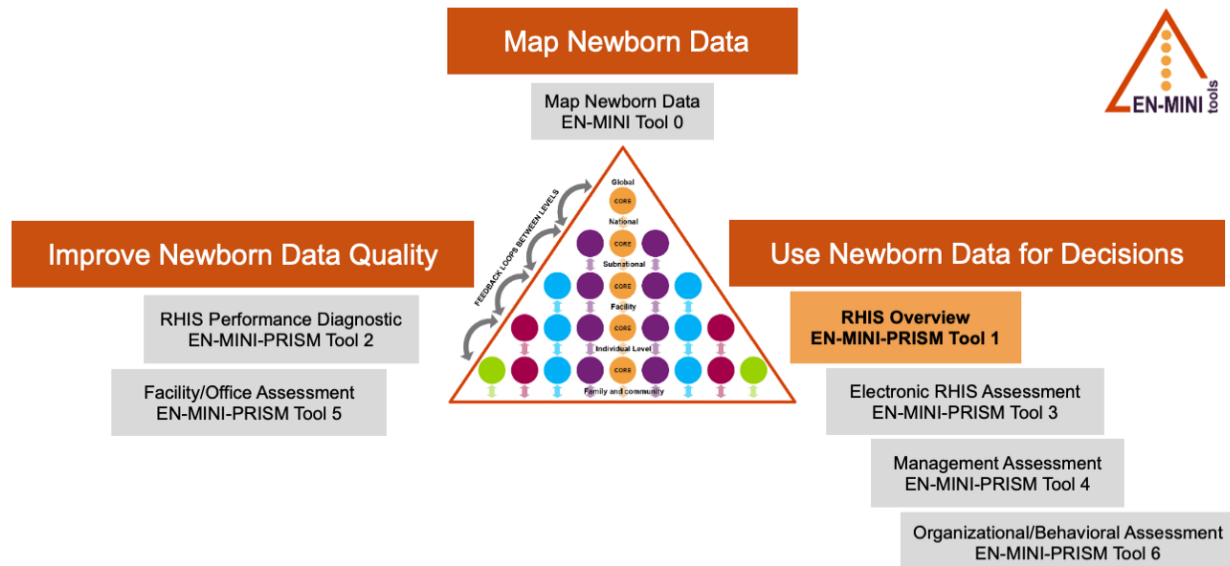 Map Newborn Data
Map Newborn Data
EN-MINI Tool 0
EN-MINI
tools
Improve Newborn Data Quality
RHIS Performance Diagnostic
EN-MINI-PRISM Tool 2
Facility/Office Assessment
EN-MINI-PRISM Tool 5
FEEDBACK LOOPS BETWEEN LEVELS
Global
CORE
National
CORE
Subnational
CORE
Facility
CORE
Individual Level
CORE
Family and community
Use Newborn Data for Decisions
RHIS Overview
EN-MINI-PRISM Tool 1
Electronic RHIS Assessment
EN-MINI-PRISM Tool 3
Management Assessment
EN-MINI-PRISM Tool 4
Organizational/Behavioral Assessment
EN-MINI-PRISM Tool 6